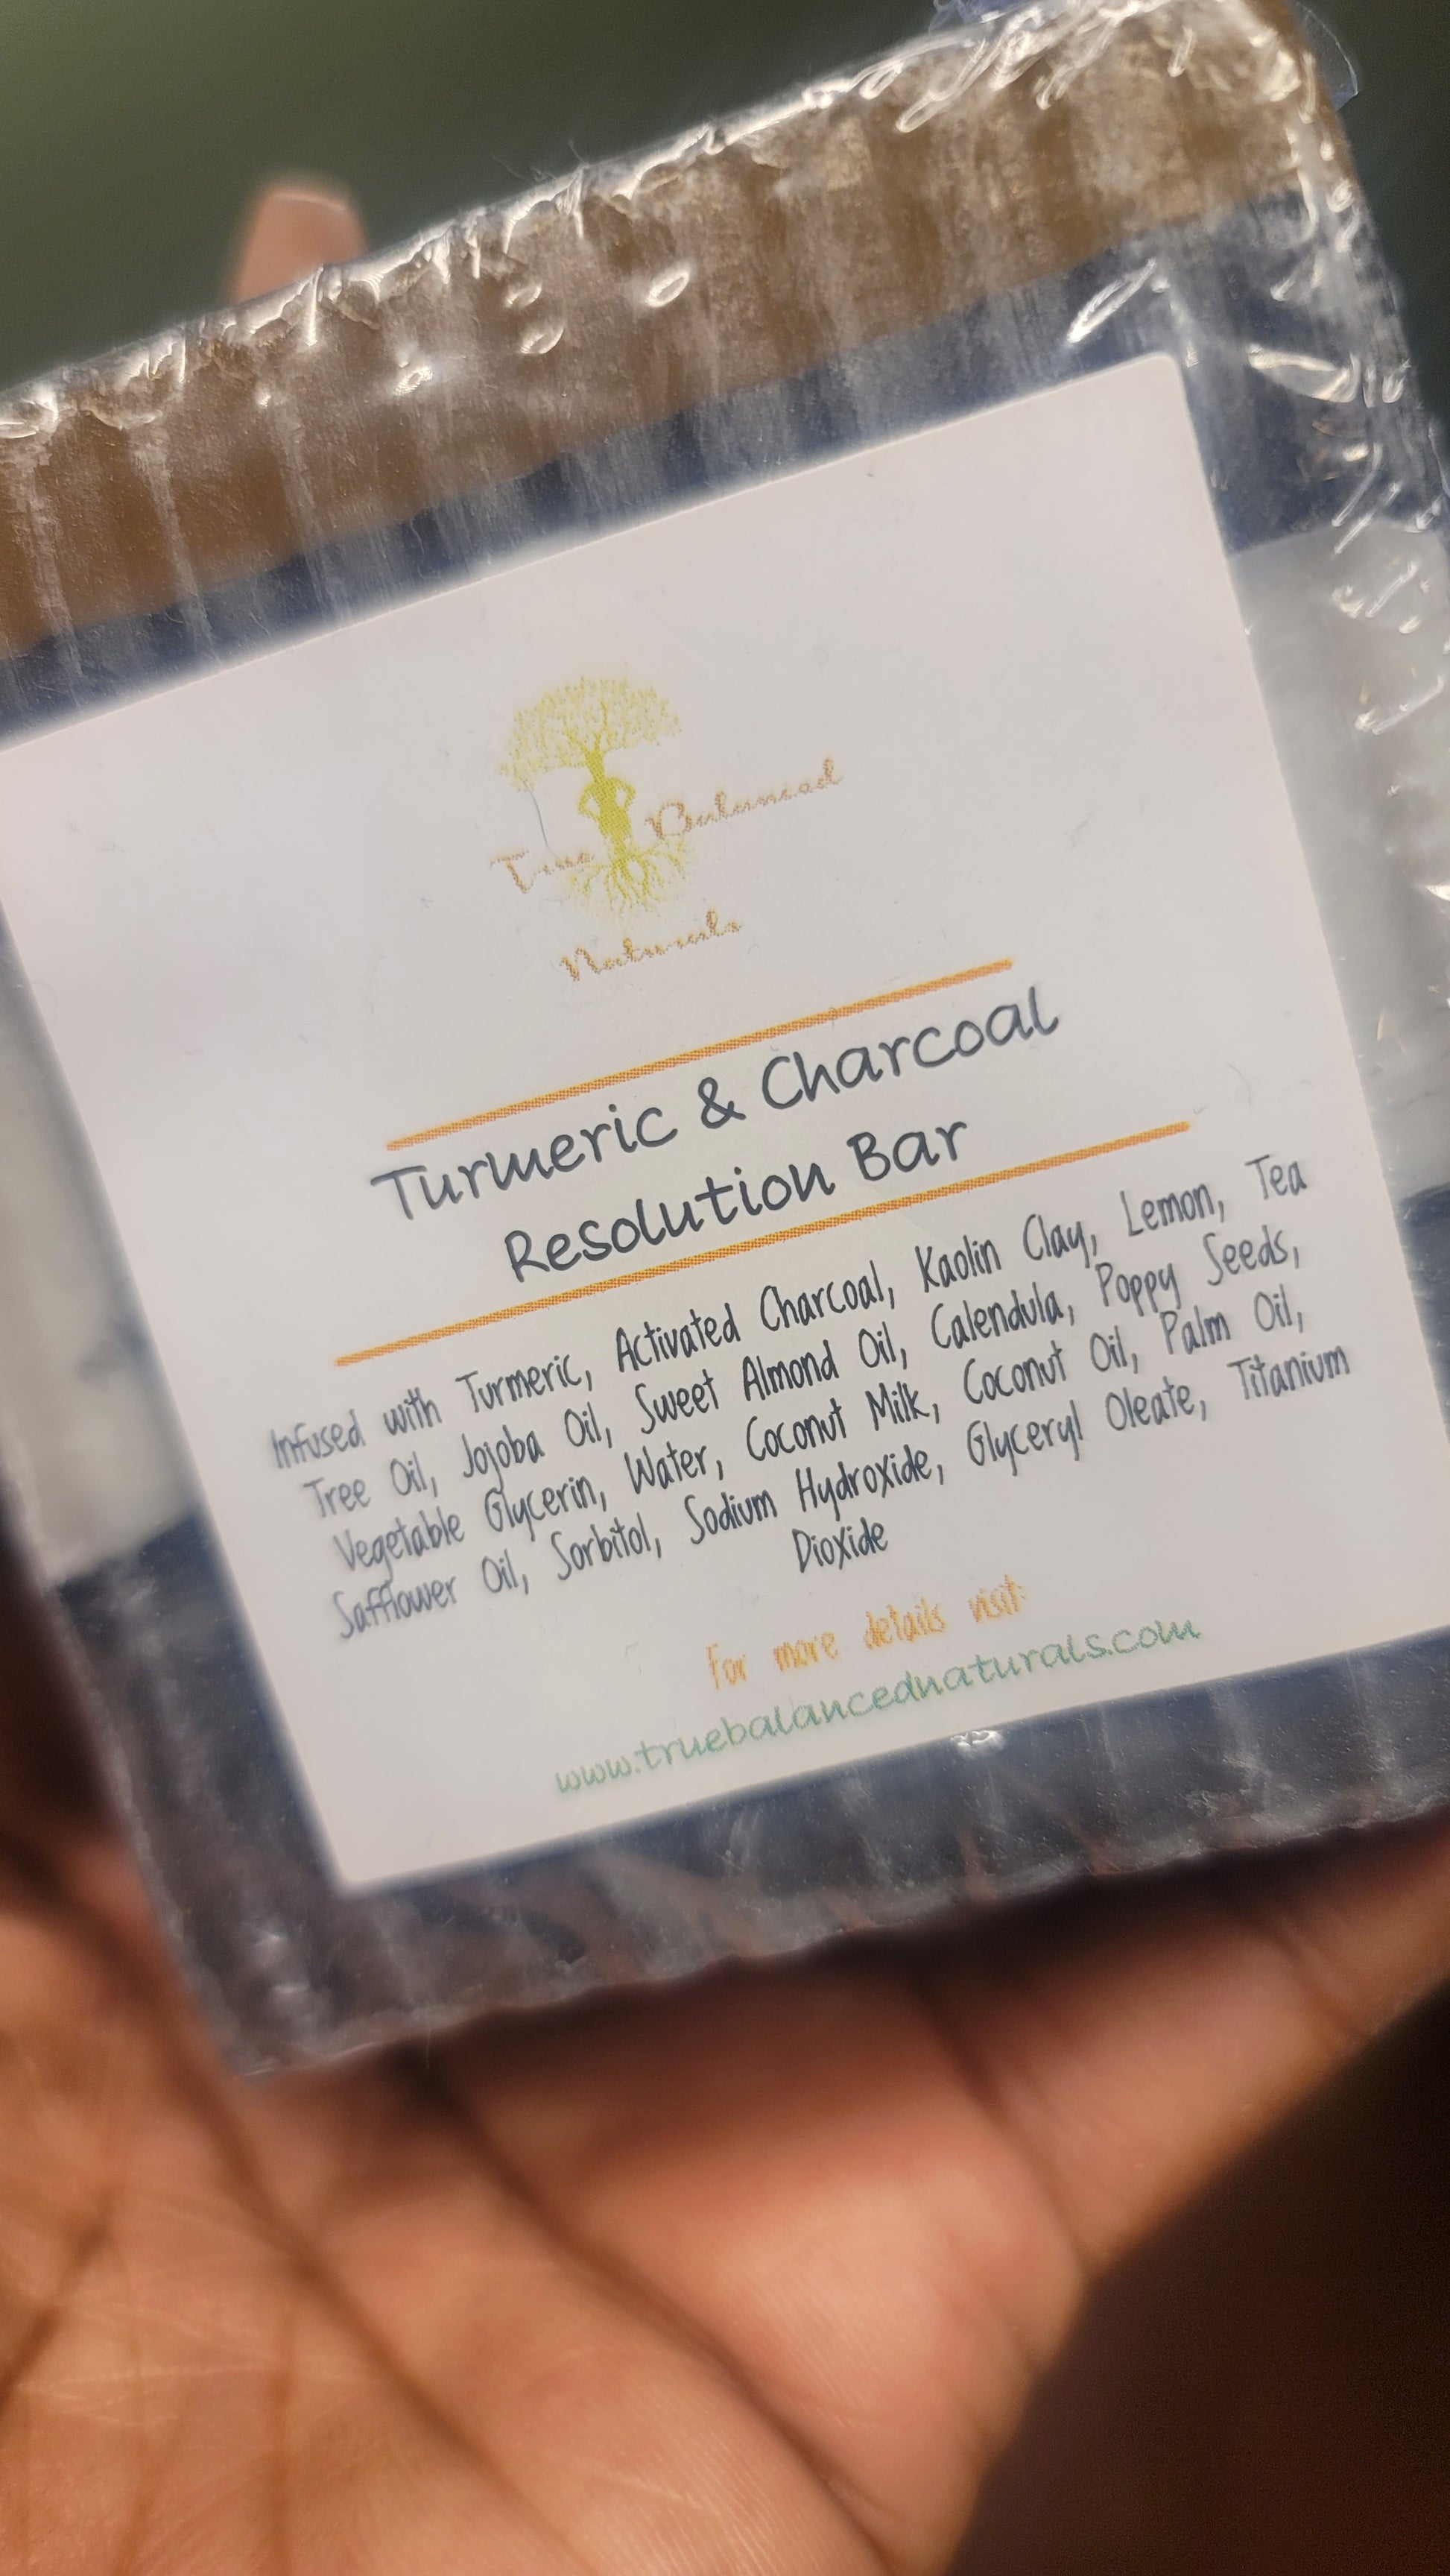 True Balanced
Naturals
Turmeric & Charcoal
Resolution Bar
Infused with Turmeric, Activated Charcoal, Kaolin Clay, Lemon, Tea
Tree Oil, Jojoba Oil, Sweet Almond Oil, Calendula, Poppy Seeds,
Vegetable Glycerin, Water, Coconut Milk, Coconut Oil, Palm Oil,
Safflower Oil, Sorbitol, Sodium Hydroxide, Glyceryl Oleate, Titanium
Dioxide
For more details visit:
www.truebalancednaturals.com